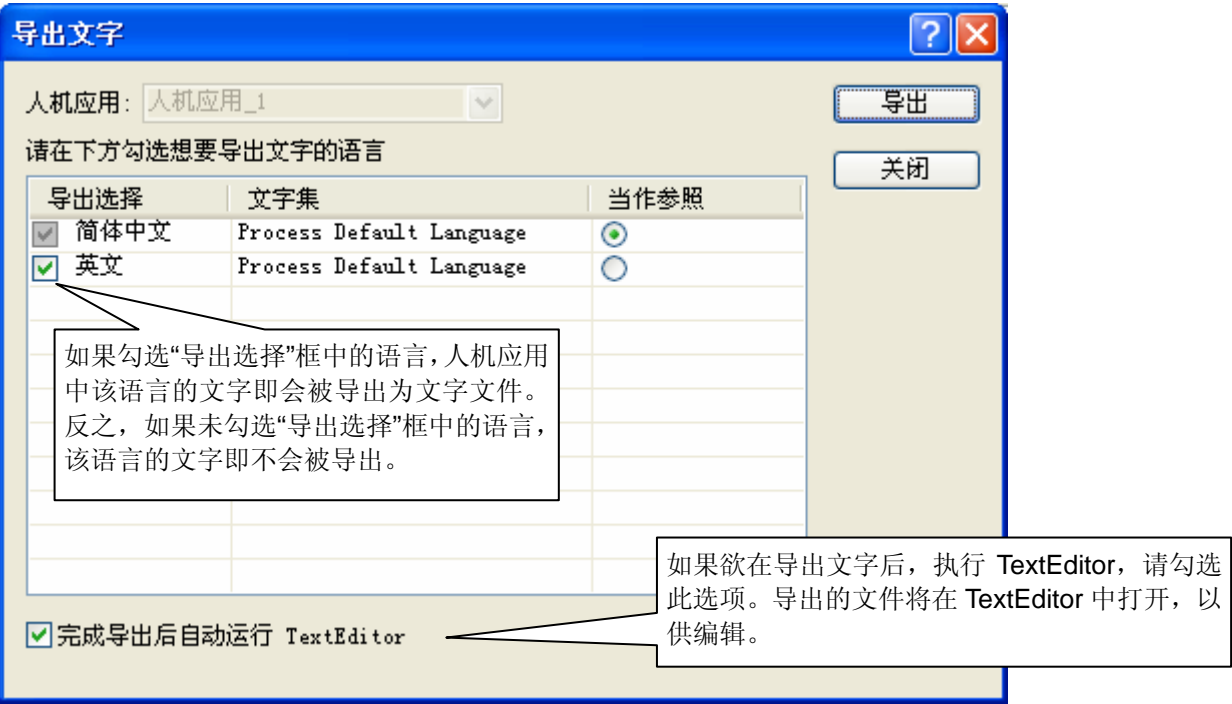 导出文字
人机应用: 人机应用_1
导出
请在下方勾选想要导出文字的语言
关闭
导出选择 文字集 当作参照
简体中文 Process Default Language
英文 Process Default Language
如果勾选“导出选择”框中的语言，人机应用
中该语言的文字即会被导出为文字文件。
反之，如果未勾选“导出选择”框中的语言，
该语言的文字即不会被导出。
如果欲在导出文字后，执行 TextEditor，请勾选
此选项。导出的文件将在 TextEditor 中打开，以
供编辑。
完成导出后自动运行 TextEditor